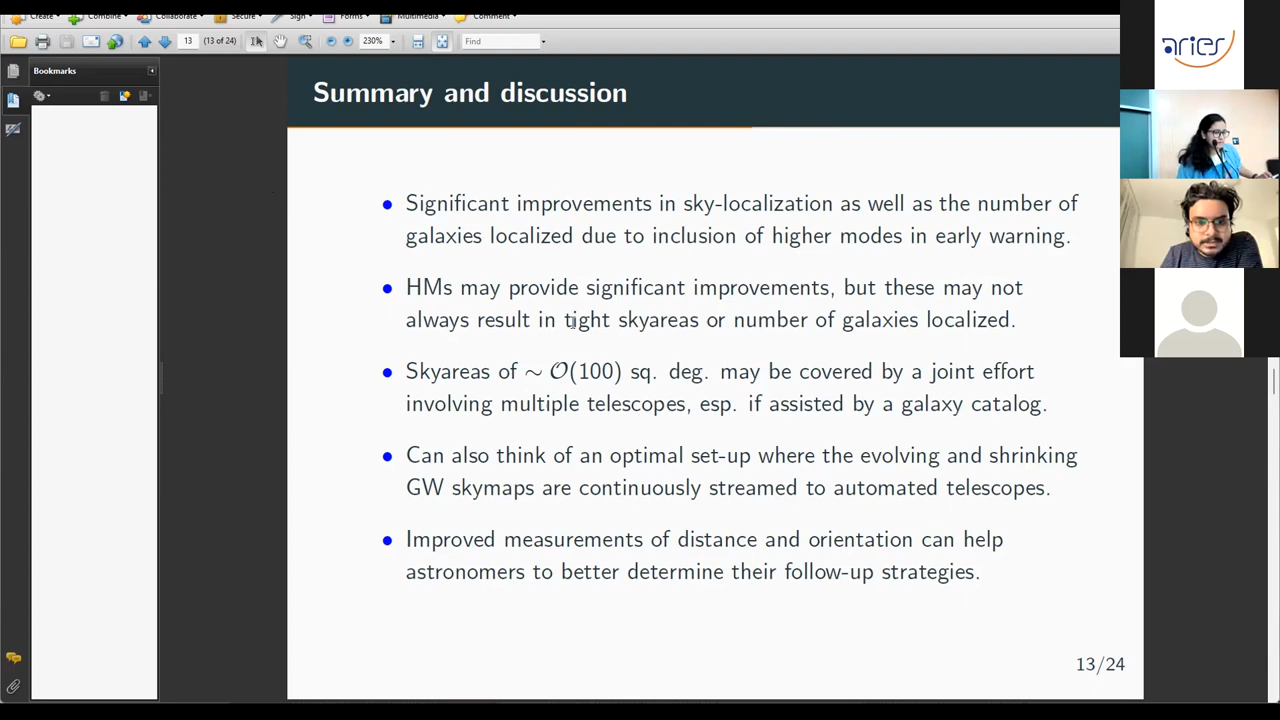 Create Combine Collaborate Secure Sign Forms Multimedia Comment
13 (13 of 24) 230% Find
Bookmarks
Summary and discussion
Significant improvements in sky-localization as well as the number of
galaxies localized due to inclusion of higher modes in early warning.
HMs may provide significant improvements, but these may not
always result in tight skyareas or number of galaxies localized.
Skyareas of ∼ O(100) sq. deg. may be covered by a joint effort
involving multiple telescopes, esp. if assisted by a galaxy catalog.
Can also think of an optimal set-up where the evolving and shrinking
GW skymaps are continuously streamed to automated telescopes.
Improved measurements of distance and orientation can help
astronomers to better determine their follow-up strategies.
13/24
aries